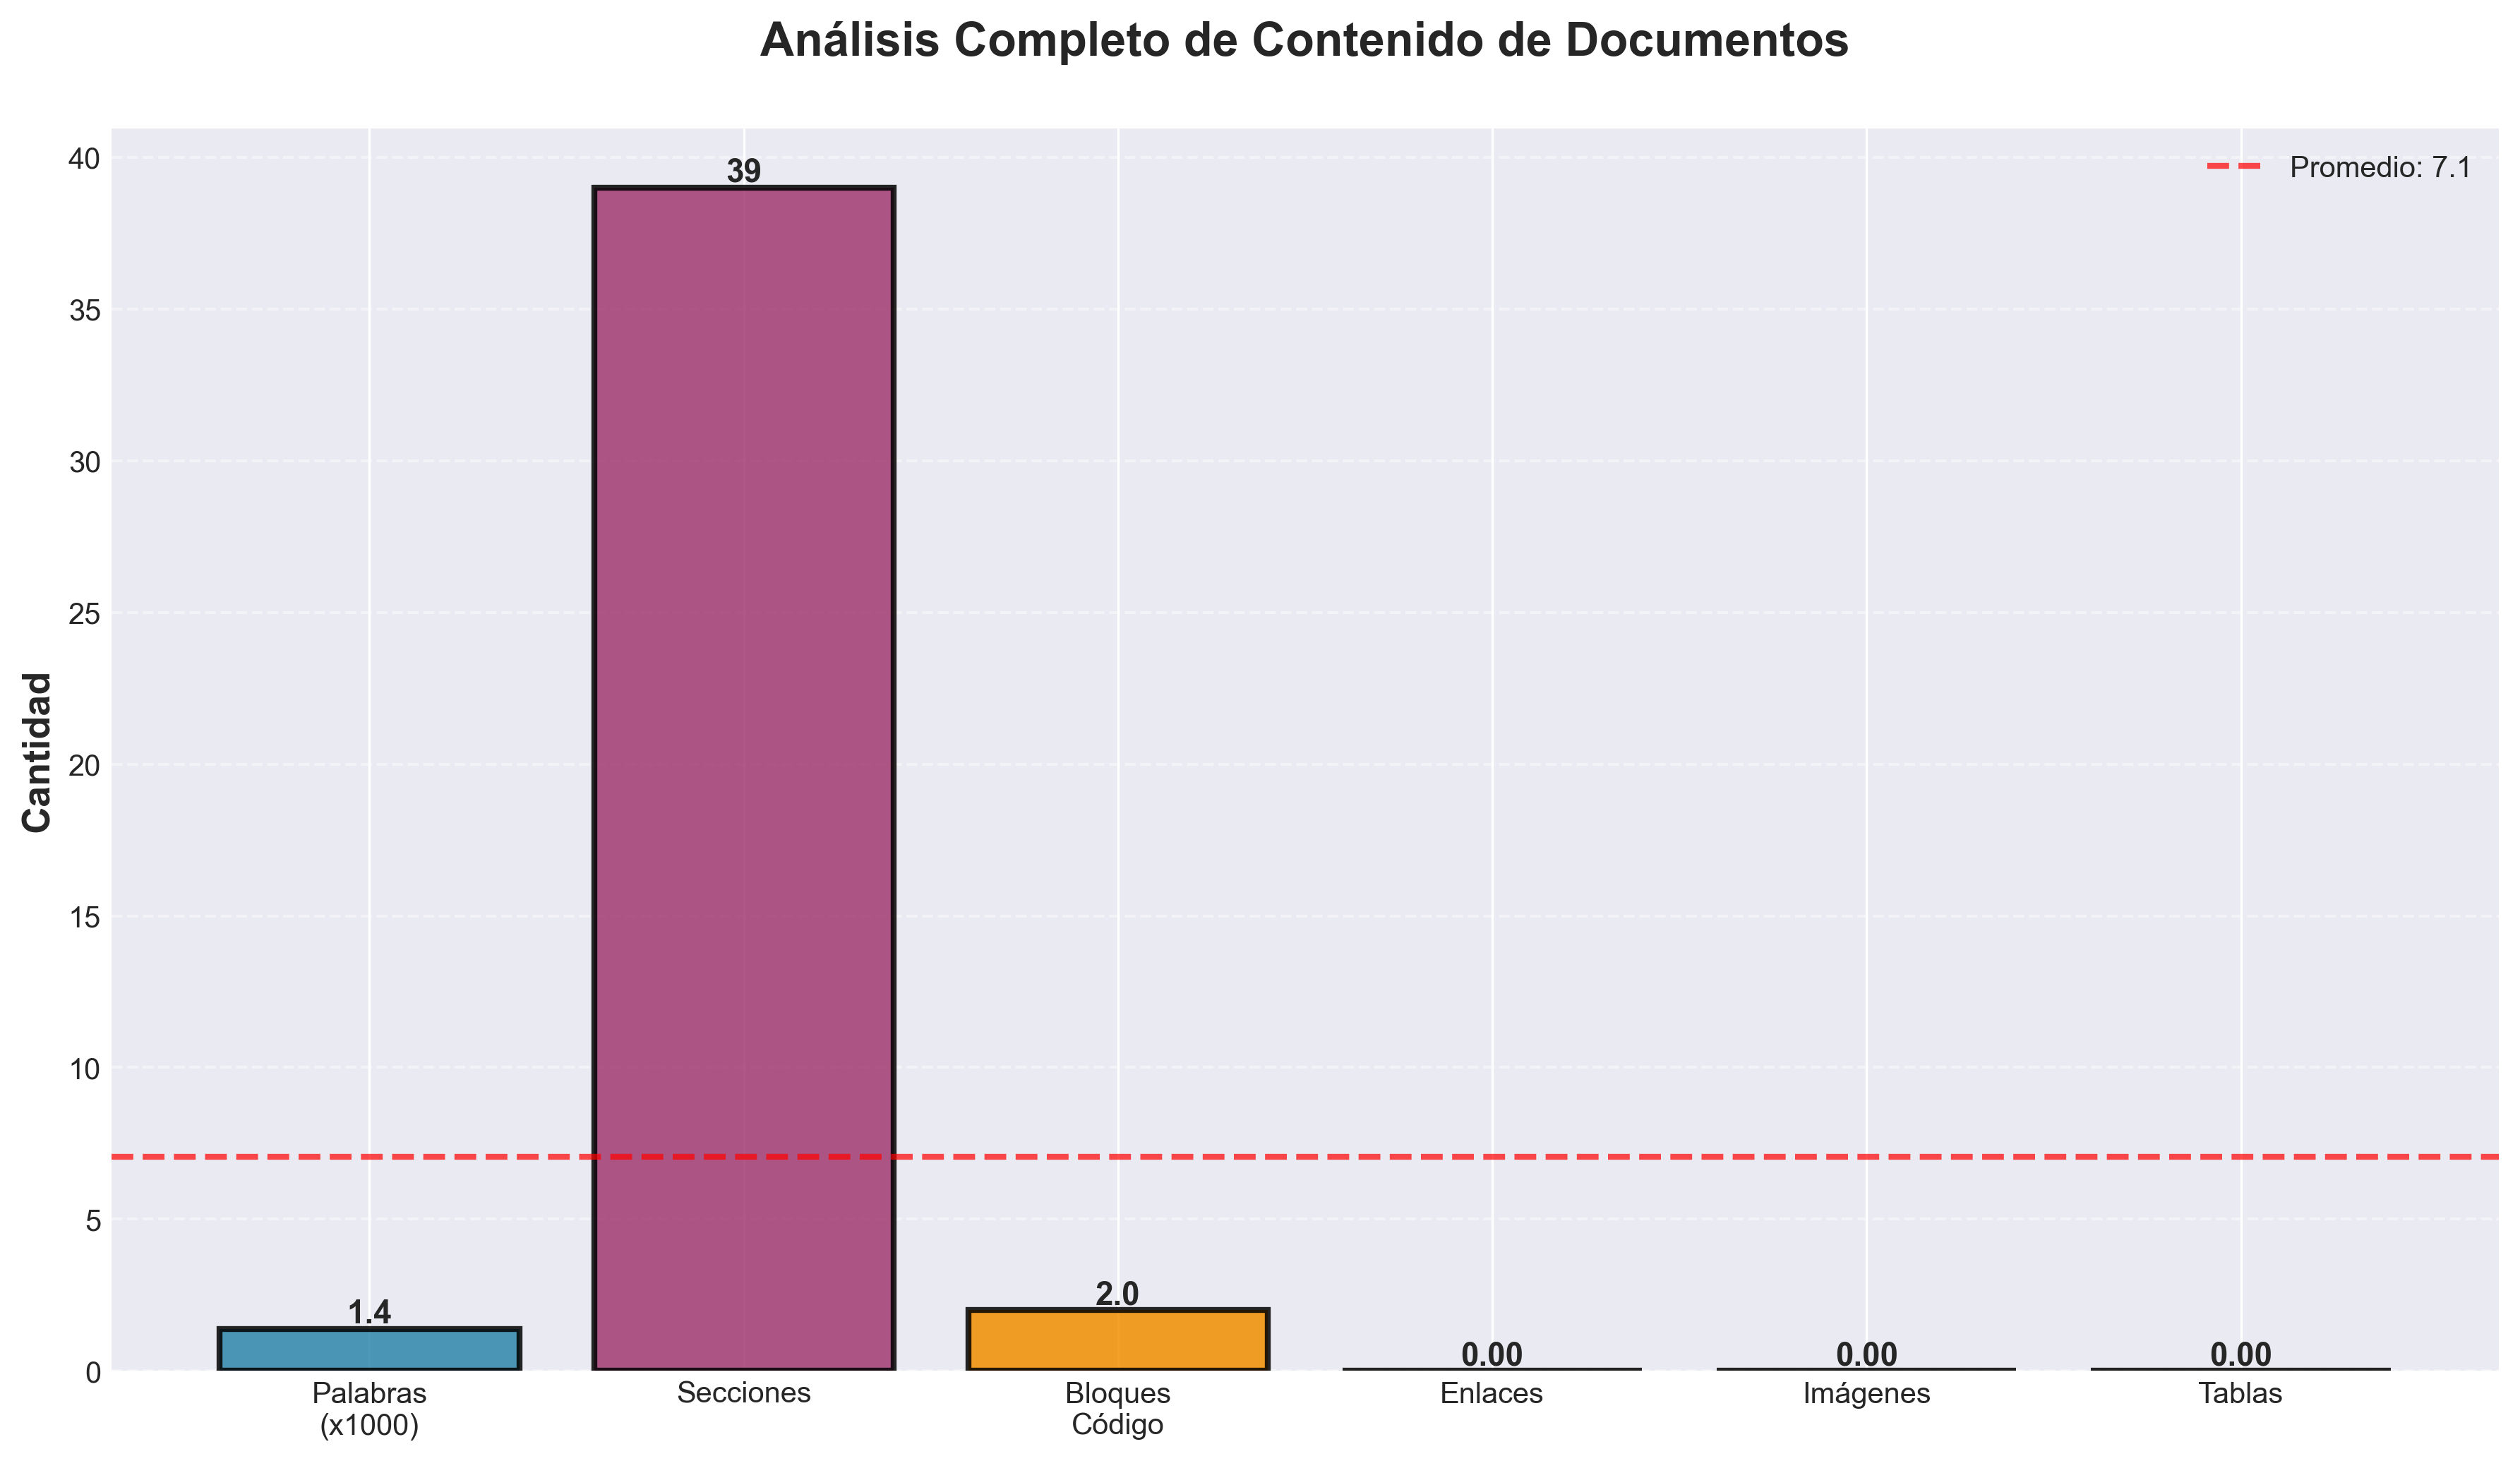 Análisis Completo de Contenido de Documentos
Promedio: 7.1
Cantidad
40
35
30
25
20
15
10
5
0
1.4
39
2.0
0.00
0.00
0.00
Palabras
(x1000)
Secciones
Bloques
Código
Enlaces
Imágenes
Tablas